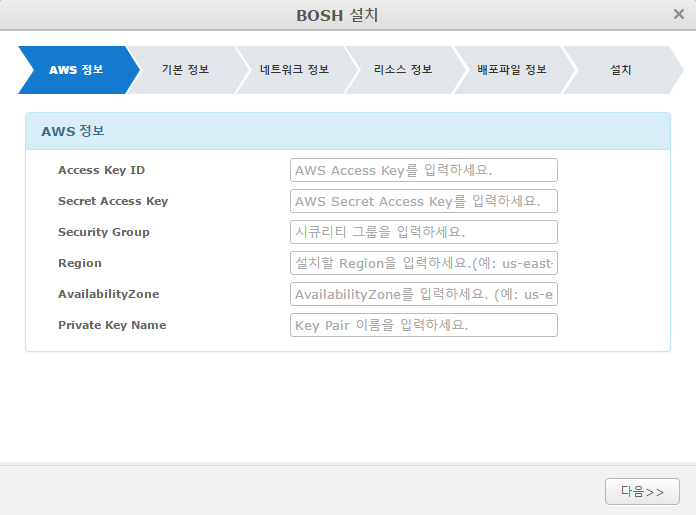 BOSH 설치
AWS 정보
기본 정보
네트워크 정보
리소스 정보
배포파일 정보
설치
AWS 정보
Access Key ID
AWS Access Key를 입력하세요.
Secret Access Key
AWS Secret Access Key를 입력하세요.
Security Group
시큐리티 그룹을 입력하세요.
Region
설치할 Region을 입력하세요.(예: us-east-
AvailabilityZone
AvailabilityZone를 입력하세요. (예: us-e
Private Key Name
Key Pair 이름을 입력하세요.
다음>>